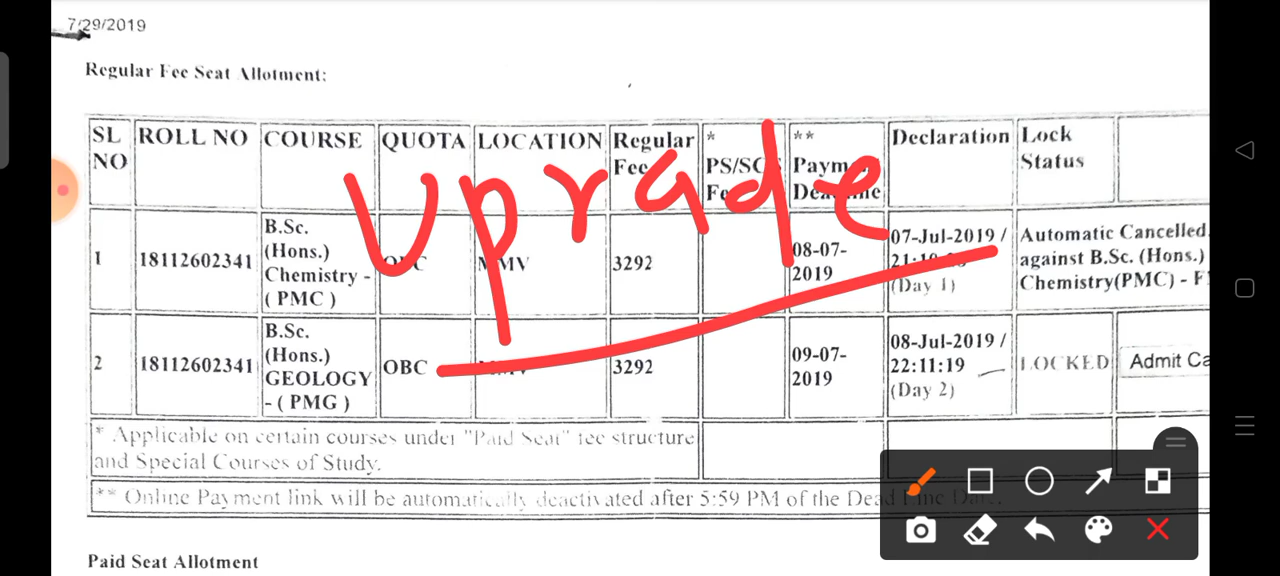 7/29/2019
Regular Fee Seat Allotment:
SL NO ROLL NO COURSE QUOTA LOCATION Regular Fee * PS/SCS Fee ** Payment Deadline Declaration Lock Status
1 18112602341 B.Sc. (Hons.) Chemistry - ( PMC ) OBC MMV 3292 08-07-2019 07-Jul-2019 / (Day 1) Automatic Cancelled. against B.Sc. (Hons.) Chemistry(PMC) - F
2 18112602341 B.Sc. (Hons.) GEOLOGY - ( PMG ) OBC 3292 09-07-2019 08-Jul-2019 / 22:11:19 (Day 2) LOCKED Admit Ca
* Applicable on certain courses under "Paid Seat" fee structure
and Special Courses of Study.
** Online Payment link will be automatically deactivated after 5:59 PM of the Dead Line Date.
Paid Seat Allotment
Uprade